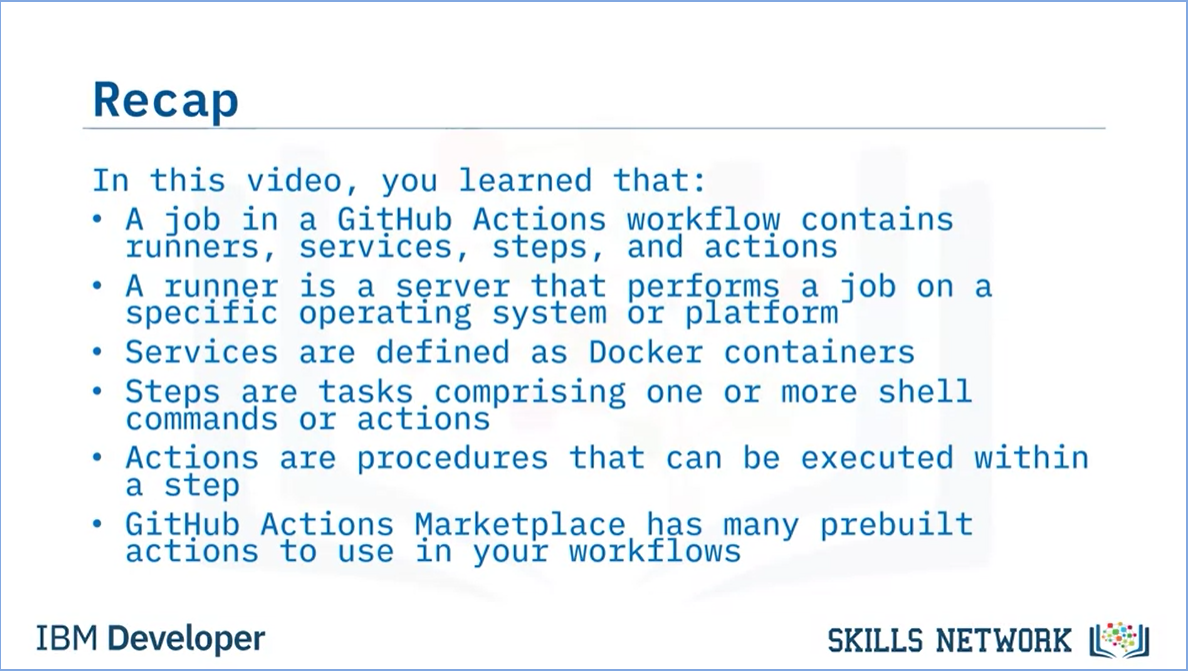 Recap
In this video, you learned that:
• A job in a GitHub Actions workflow contains
runners, services, steps, and actions
• A runner is a server that performs a job on a
specific operating system or platform
• Services are defined as Docker containers
• Steps are tasks comprising one or more shell
commands or actions
• Actions are procedures that can be executed within
a step
• GitHub Actions Marketplace has many prebuilt
actions to use in your workflows
IBM Developer
SKILLS NETWORK